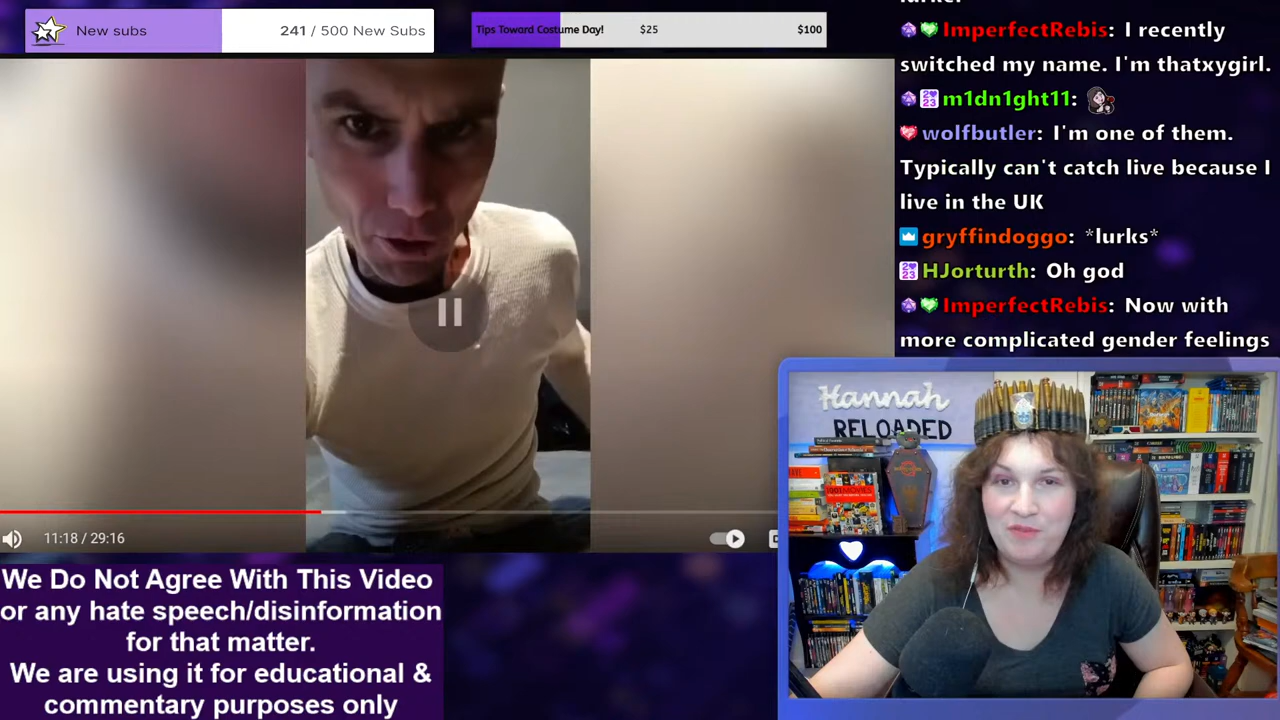 New subs
241 / 500 New Subs
Tips Toward Costume Day!
$25
$100
ImperfectRebis: I recently
switched my name. I'm thatxygirl.
m1dn1ght11:
wolfbutler: I'm one of them.
Typically can't catch live because I
live in the UK
gryffindoggo: *lurks*
HJorturth: Oh god
ImperfectRebis: Now with
more complicated gender feelings
11:18 / 29:16
Hannah
RELOADED
We Do Not Agree With This Video
or any hate speech/disinformation
for that matter.
We are using it for educational &
commentary purposes only